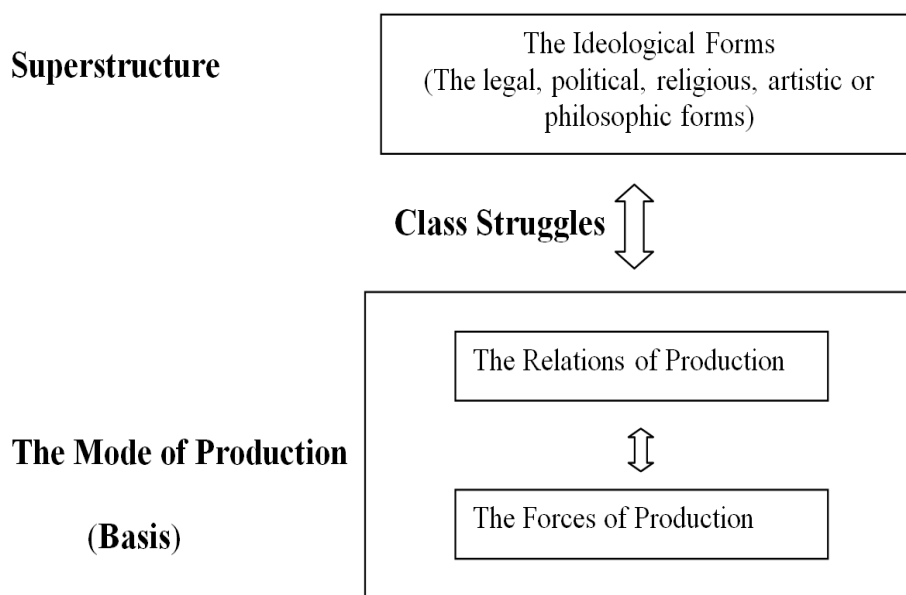 Superstructure
The Ideological Forms
(The legal, political, religious, artistic or
philosophic forms)
Class Struggles
The Relations of Production
The Mode of Production
(Basis)
The Forces of Production